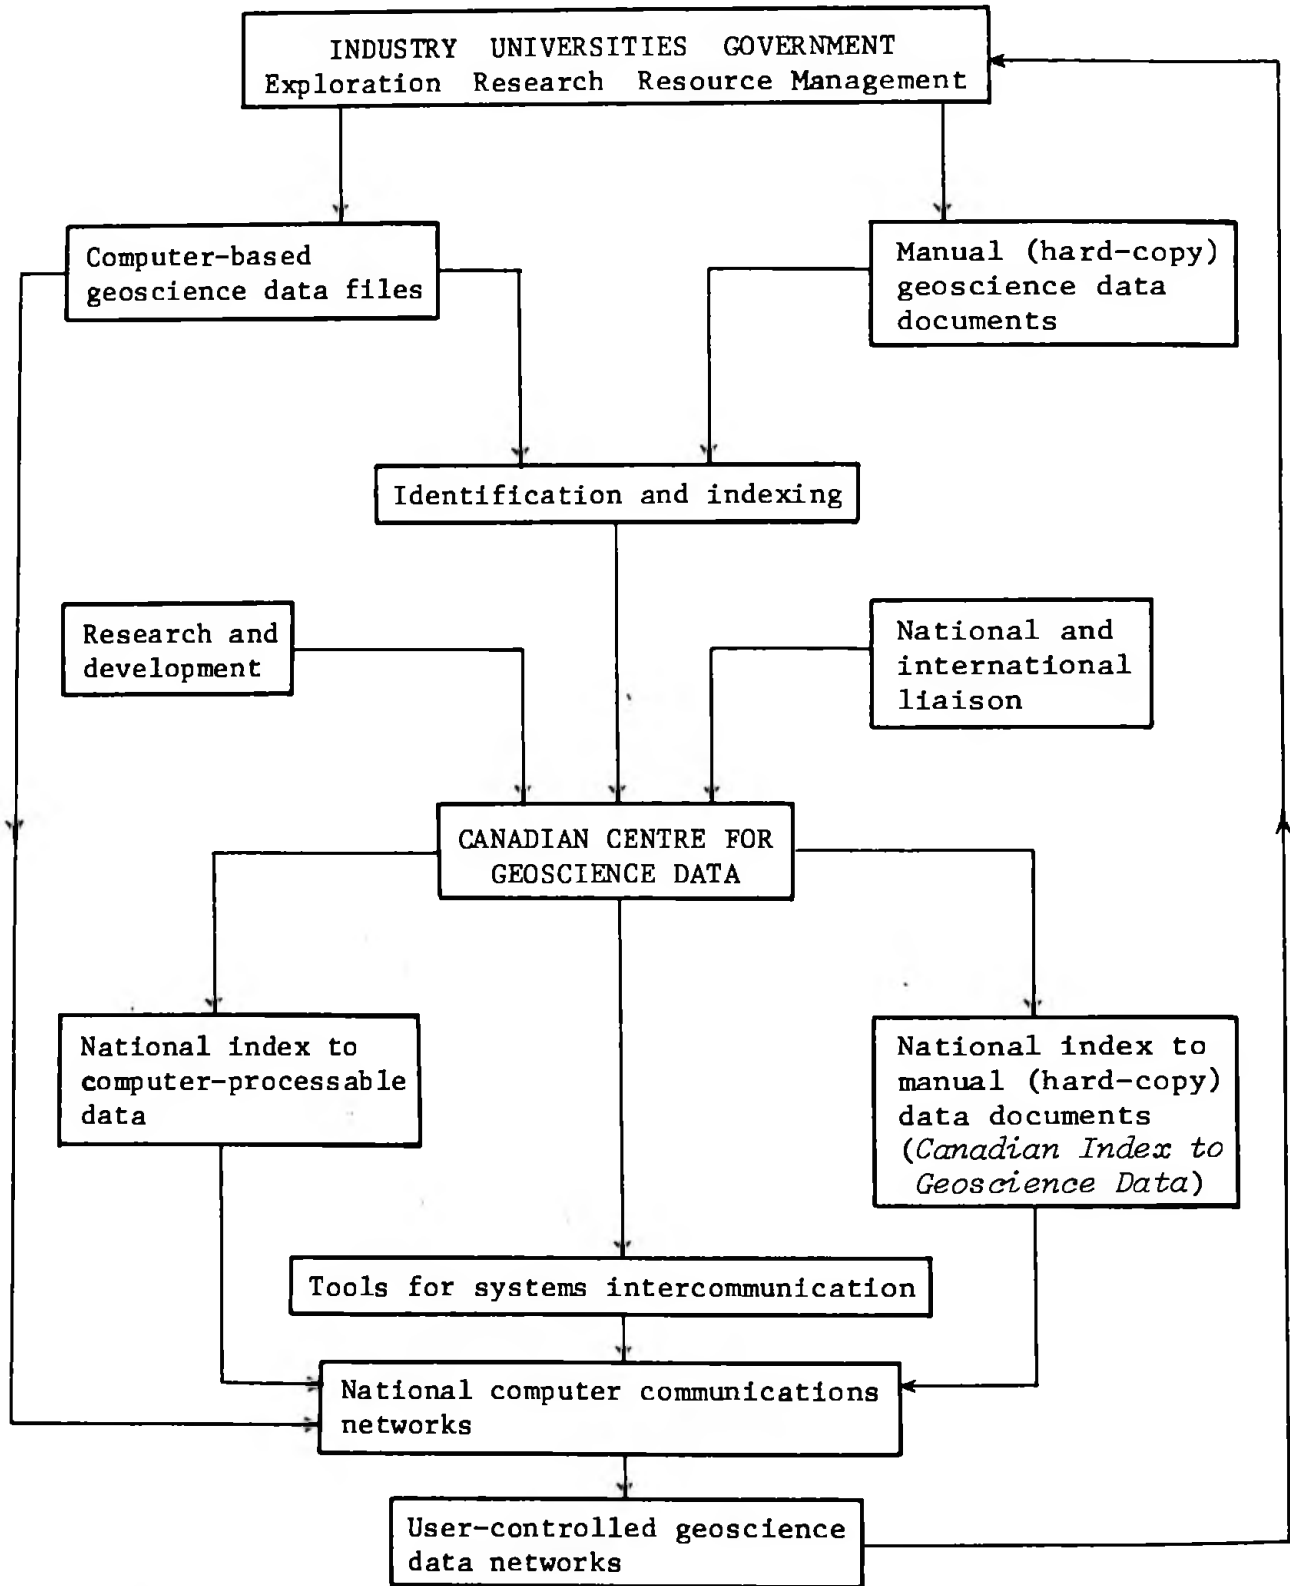 INDUSTRY UNIVERSITIES GOVERNMENT
Exploration Research Resource Management
Computer-based
geoscience data files
Manual (hard-copy)
geoscience data
documents
Identification and indexing
Research and
development
National and
international
liaison
CANADIAN CENTRE FOR
GEOSCIENCE DATA
National index to
computer-processable
data
National index to
manual (hard-copy)
data documents
(Canadian Index to
Geoscience Data)
Tools for systems intercommunication
National computer communications
networks
User-controlled geoscience
data networks